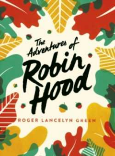 The
Adventures of
Robin
Hood
ROGER LANCELYN GREEN